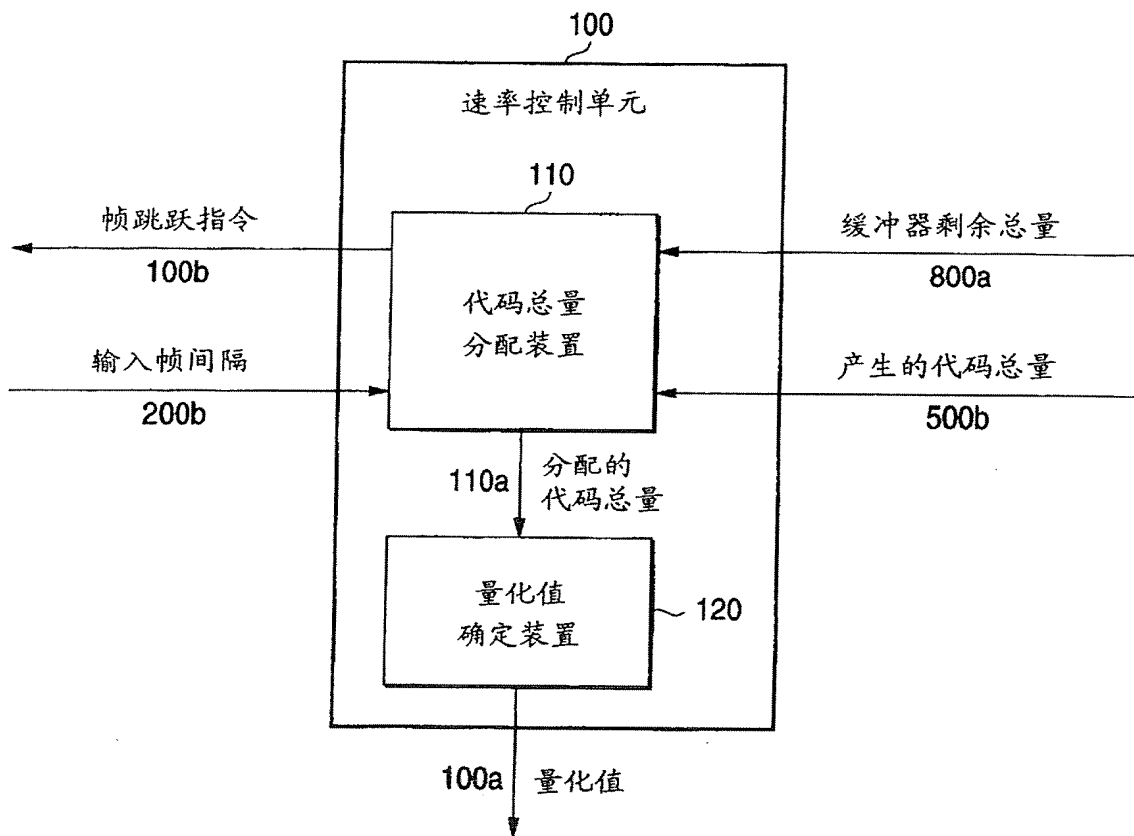 100
速率控制单元
110
帧跳跃指令
100b
缓冲器剩余总量
800a
代码总量
分配装置
输入帧间隔
200b
产生的代码总量
500b
110a
分配的
代码总量
量化值
确定装置
120
100a
量化值